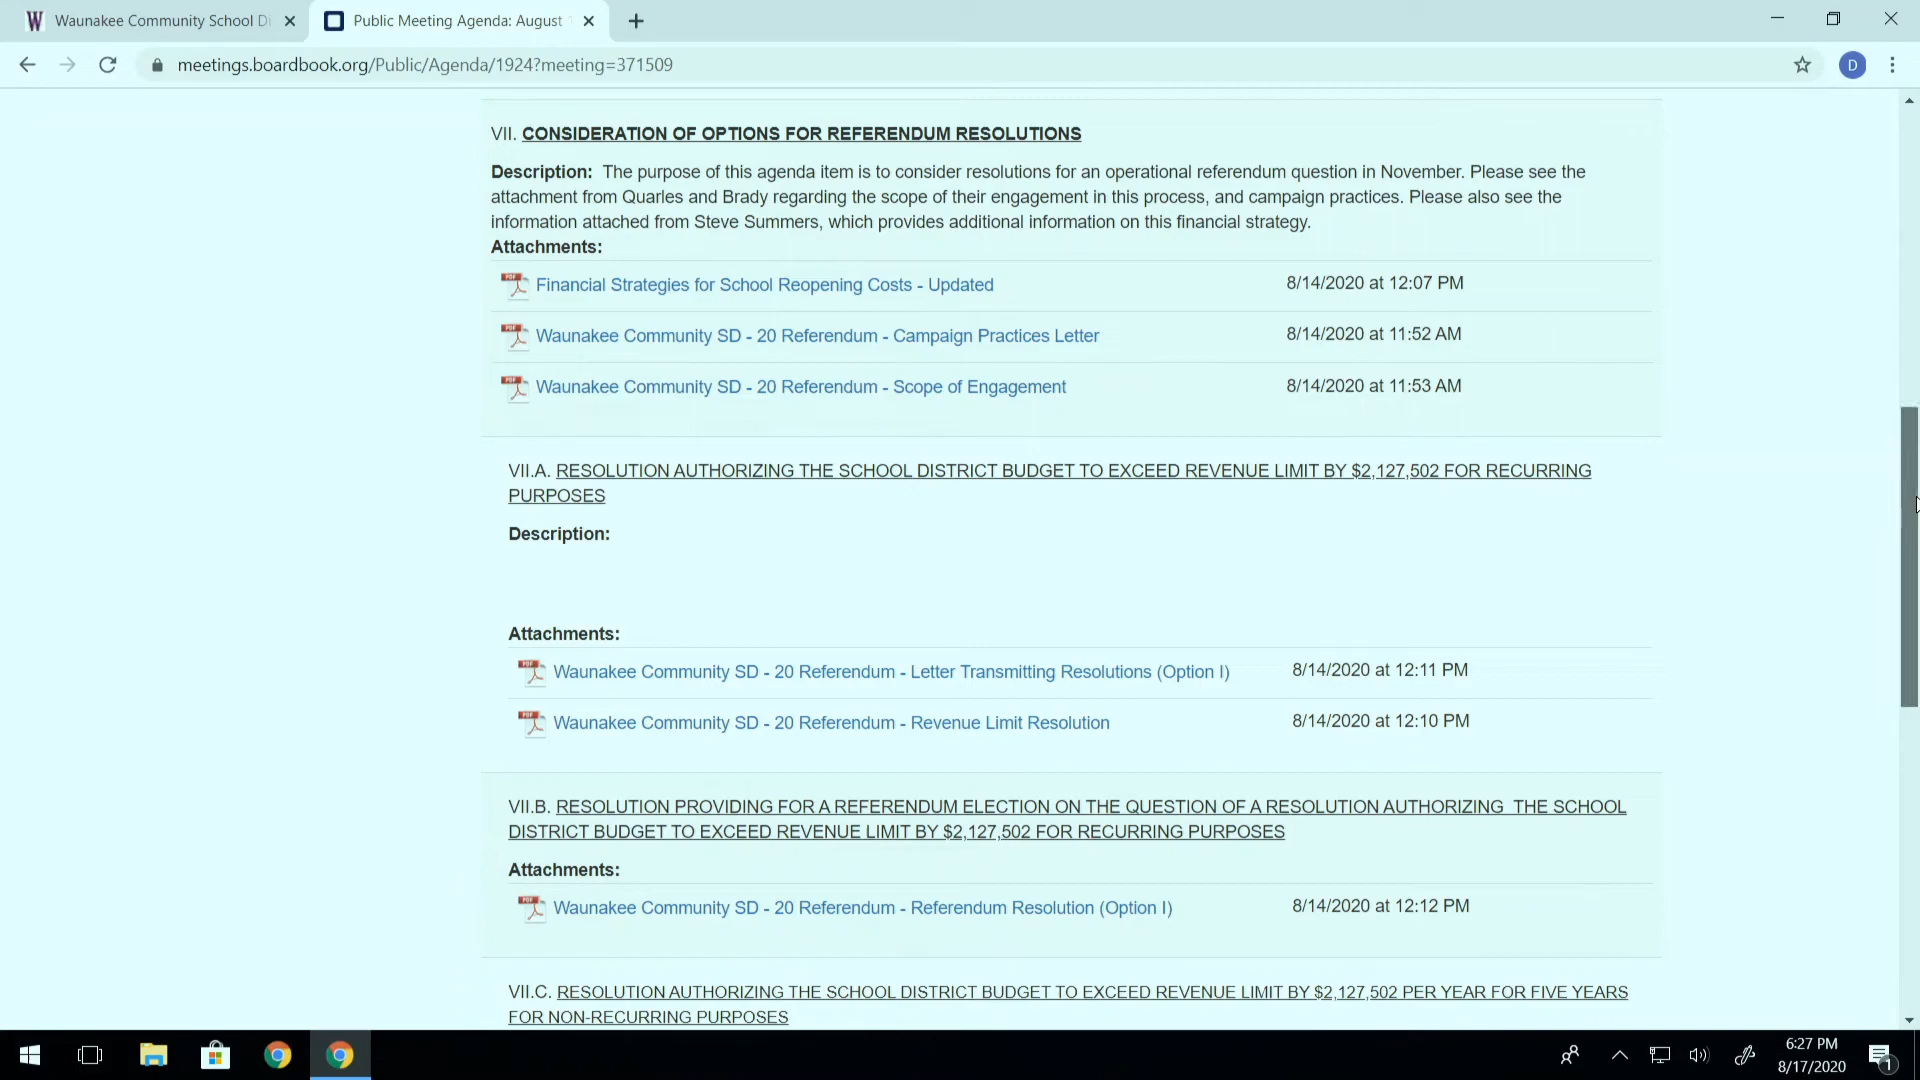 Waunakee Community School Di
Public Meeting Agenda: August
meetings.boardbook.org/Public/Agenda/1924?meeting=371509
D
VII. CONSIDERATION OF OPTIONS FOR REFERENDUM RESOLUTIONS
Description: The purpose of this agenda item is to consider resolutions for an operational referendum question in November. Please see the
attachment from Quarles and Brady regarding the scope of their engagement in this process, and campaign practices. Please also see the
information attached from Steve Summers, which provides additional information on this financial strategy.
Attachments:
Financial Strategies for School Reopening Costs - Updated 8/14/2020 at 12:07 PM
Waunakee Community SD - 20 Referendum - Campaign Practices Letter 8/14/2020 at 11:52 AM
Waunakee Community SD - 20 Referendum - Scope of Engagement 8/14/2020 at 11:53 AM
VII.A. RESOLUTION AUTHORIZING THE SCHOOL DISTRICT BUDGET TO EXCEED REVENUE LIMIT BY $2,127,502 FOR RECURRING
PURPOSES
Description:
Attachments:
Waunakee Community SD - 20 Referendum - Letter Transmitting Resolutions (Option I) 8/14/2020 at 12:11 PM
Waunakee Community SD - 20 Referendum - Revenue Limit Resolution 8/14/2020 at 12:10 PM
VII.B. RESOLUTION PROVIDING FOR A REFERENDUM ELECTION ON THE QUESTION OF A RESOLUTION AUTHORIZING THE SCHOOL
DISTRICT BUDGET TO EXCEED REVENUE LIMIT BY $2,127,502 FOR RECURRING PURPOSES
Attachments:
Waunakee Community SD - 20 Referendum - Referendum Resolution (Option I) 8/14/2020 at 12:12 PM
VII.C. RESOLUTION AUTHORIZING THE SCHOOL DISTRICT BUDGET TO EXCEED REVENUE LIMIT BY $2,127,502 PER YEAR FOR FIVE YEARS
FOR NON-RECURRING PURPOSES
6:27 PM
8/17/2020
1